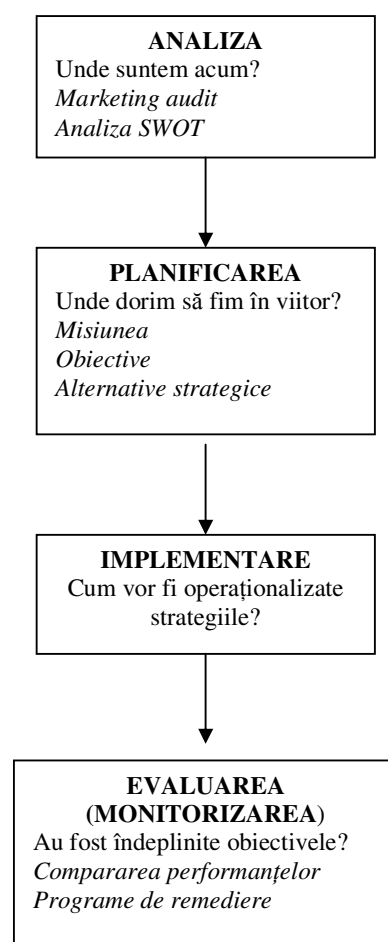 ANALIZA
Unde suntem acum?
Marketing audit
Analiza SWOT
PLANIFICAREA
Unde dorim să fim în viitor?
Misiunea
Obiective
Alternative strategice
IMPLEMENTARE
Cum vor fi operaționalizate
strategiile?
EVALUAREA
(MONITORIZAREA)
Au fost îndeplinite obiectivele?
Compararea performanțelor
Programe de remediere